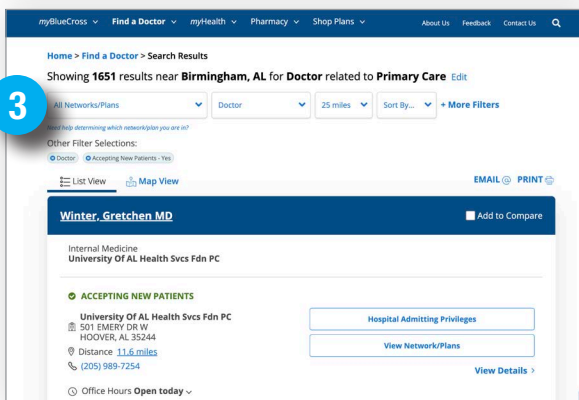 myBlueCross Find a Doctor myHealth Pharmacy Shop Plans About Us Feedback Contact Us
Home > Find a Doctor > Search Results
Showing 1651 results near Birmingham, AL for Doctor related to Primary Care Edit
3
All Networks/Plans Doctor 25 miles Sort By... + More Filters
Need help determining which network/plan you are in?
Other Filter Selections:
Doctor Accepting New Patients - Yes
List View Map View EMAIL PRINT
Winter, Gretchen MD Add to Compare
Internal Medicine
University Of AL Health Svcs Fdn PC
ACCEPTING NEW PATIENTS
University Of AL Health Svcs Fdn PC
501 EMERY DR W
HOOVER, AL 35244
Distance 11.6 miles
(205) 989-7254
Office Hours Open today
Hospital Admitting Privileges
View Network/Plans
View Details >